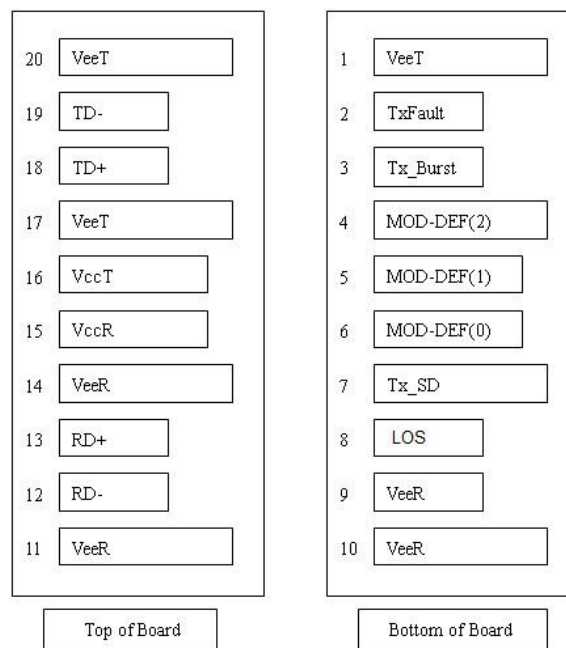 20 VeeT
19 TD-
18 TD+
17 VeeT
16 VccT
15 VccR
14 VeeR
13 RD+
12 RD-
11 VeeR
Top of Board
1 VeeT
2 TxFault
3 Tx_Burst
4 MOD-DEF(2)
5 MOD-DEF(1)
6 MOD-DEF(0)
7 Tx_SD
8 LOS
9 VeeR
10 VeeR
Bottom of Board